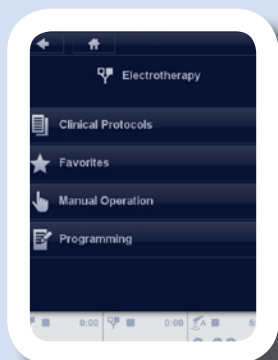 Electrotherapy
Clinical Protocols
Favorites
Manual Operation
Programming
0:00 0:00 A